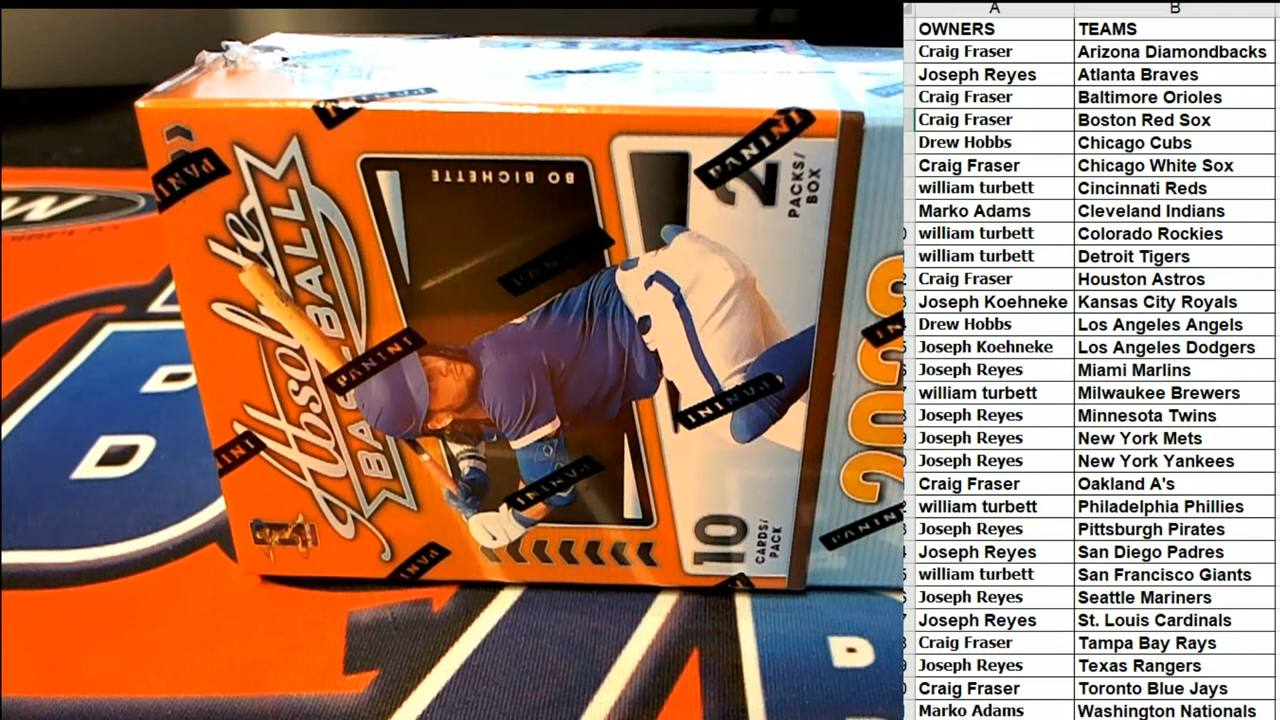 Absolute
BASEBALL
BO BICHETTE
2
PACKS/
BOX
10
CARDS/
PACK
PANINI
PANINI
PANINI
PANINI
PANINI
PANINI
D
D
D
A B
OWNERS TEAMS
Craig Fraser Arizona Diamondbacks
Joseph Reyes Atlanta Braves
Craig Fraser Baltimore Orioles
Craig Fraser Boston Red Sox
Drew Hobbs Chicago Cubs
Craig Fraser Chicago White Sox
william turbett Cincinnati Reds
Marko Adams Cleveland Indians
william turbett Colorado Rockies
william turbett Detroit Tigers
Craig Fraser Houston Astros
Joseph Koehneke Kansas City Royals
Drew Hobbs Los Angeles Angels
Joseph Koehneke Los Angeles Dodgers
Joseph Reyes Miami Marlins
william turbett Milwaukee Brewers
Joseph Reyes Minnesota Twins
Joseph Reyes New York Mets
Joseph Reyes New York Yankees
Craig Fraser Oakland A's
william turbett Philadelphia Phillies
Joseph Reyes Pittsburgh Pirates
Joseph Reyes San Diego Padres
william turbett San Francisco Giants
Joseph Reyes Seattle Mariners
Joseph Reyes St. Louis Cardinals
Craig Fraser Tampa Bay Rays
Joseph Reyes Texas Rangers
Craig Fraser Toronto Blue Jays
Marko Adams Washington Nationals